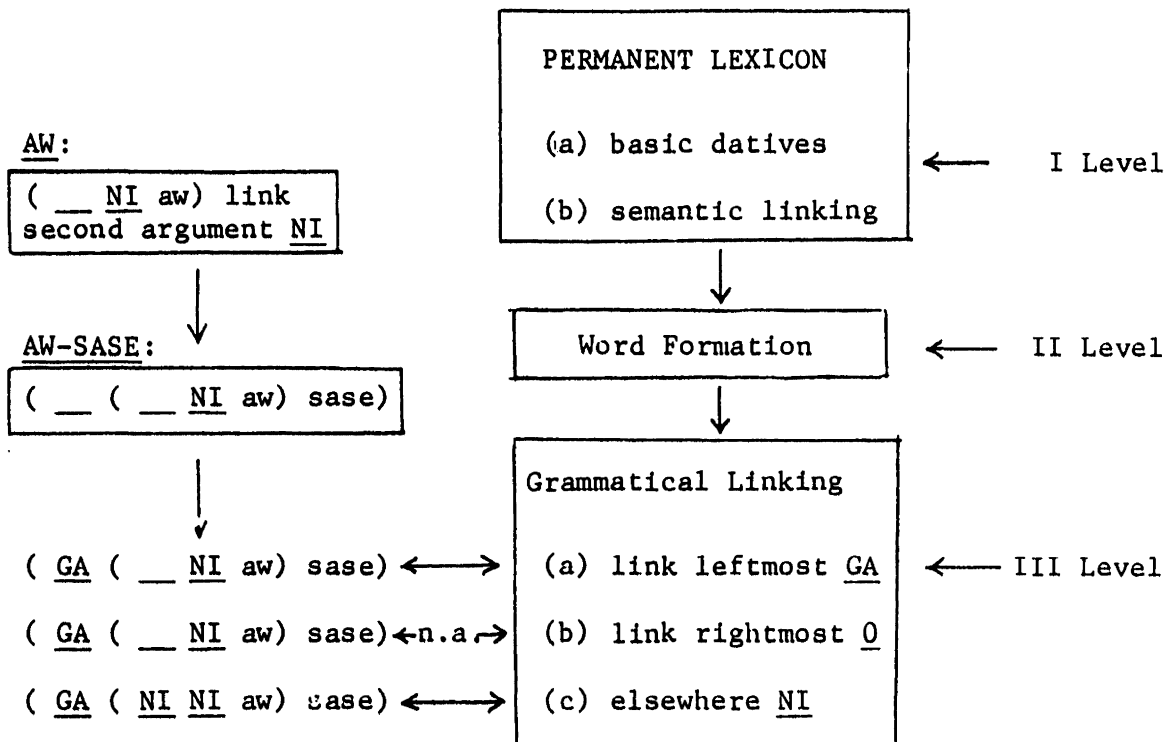 PERMANENT LEXICON
(a) basic datives
(b) semantic linking
I Level
AW:
( __ NI aw) link
second argument NI
Word Formation
II Level
AW-SASE:
( __ ( __ NI aw) sase)
Grammatical Linking
( GA ( __ NI aw) sase)
(a) link leftmost GA
III Level
( GA ( __ NI aw) sase)
n.a.
(b) link rightmost O
( GA ( NI NI aw) sase)
(c) elsewhere NI